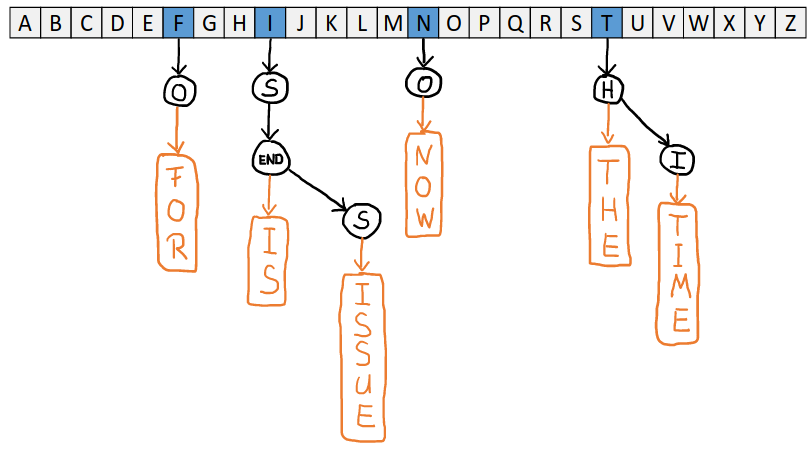 A B C D E F G H I J K L M N O P Q R S T U V W X Y Z
O S O H
END I
S
FOR IS ISSUE NOW THE TIME